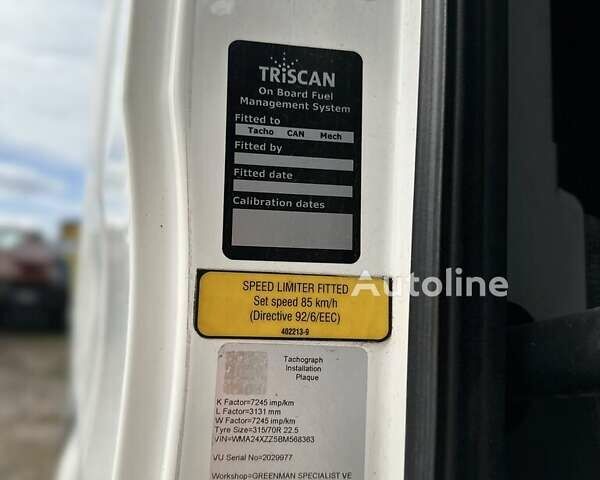 TRiSCAN
On Board Fuel
Management System
Fitted to
Tacho CAN Mech
Fitted by
Fitted date
Calibration dates
SPEED LIMITER FITTED
Set speed 85 km/h
(Directive 92/6/EEC)
402213-9
Autoline
Tachograph
Installation
Plaque
K Factor=7245 imp/km
L Factor=3131 mm
W Factor=7245 imp/km
Tyre Size=315/70R 22.5
VIN=WMA24XZZ5BM568363
VU Serial No=2029977
Workshop=GREENMAN SPECIALIST VE